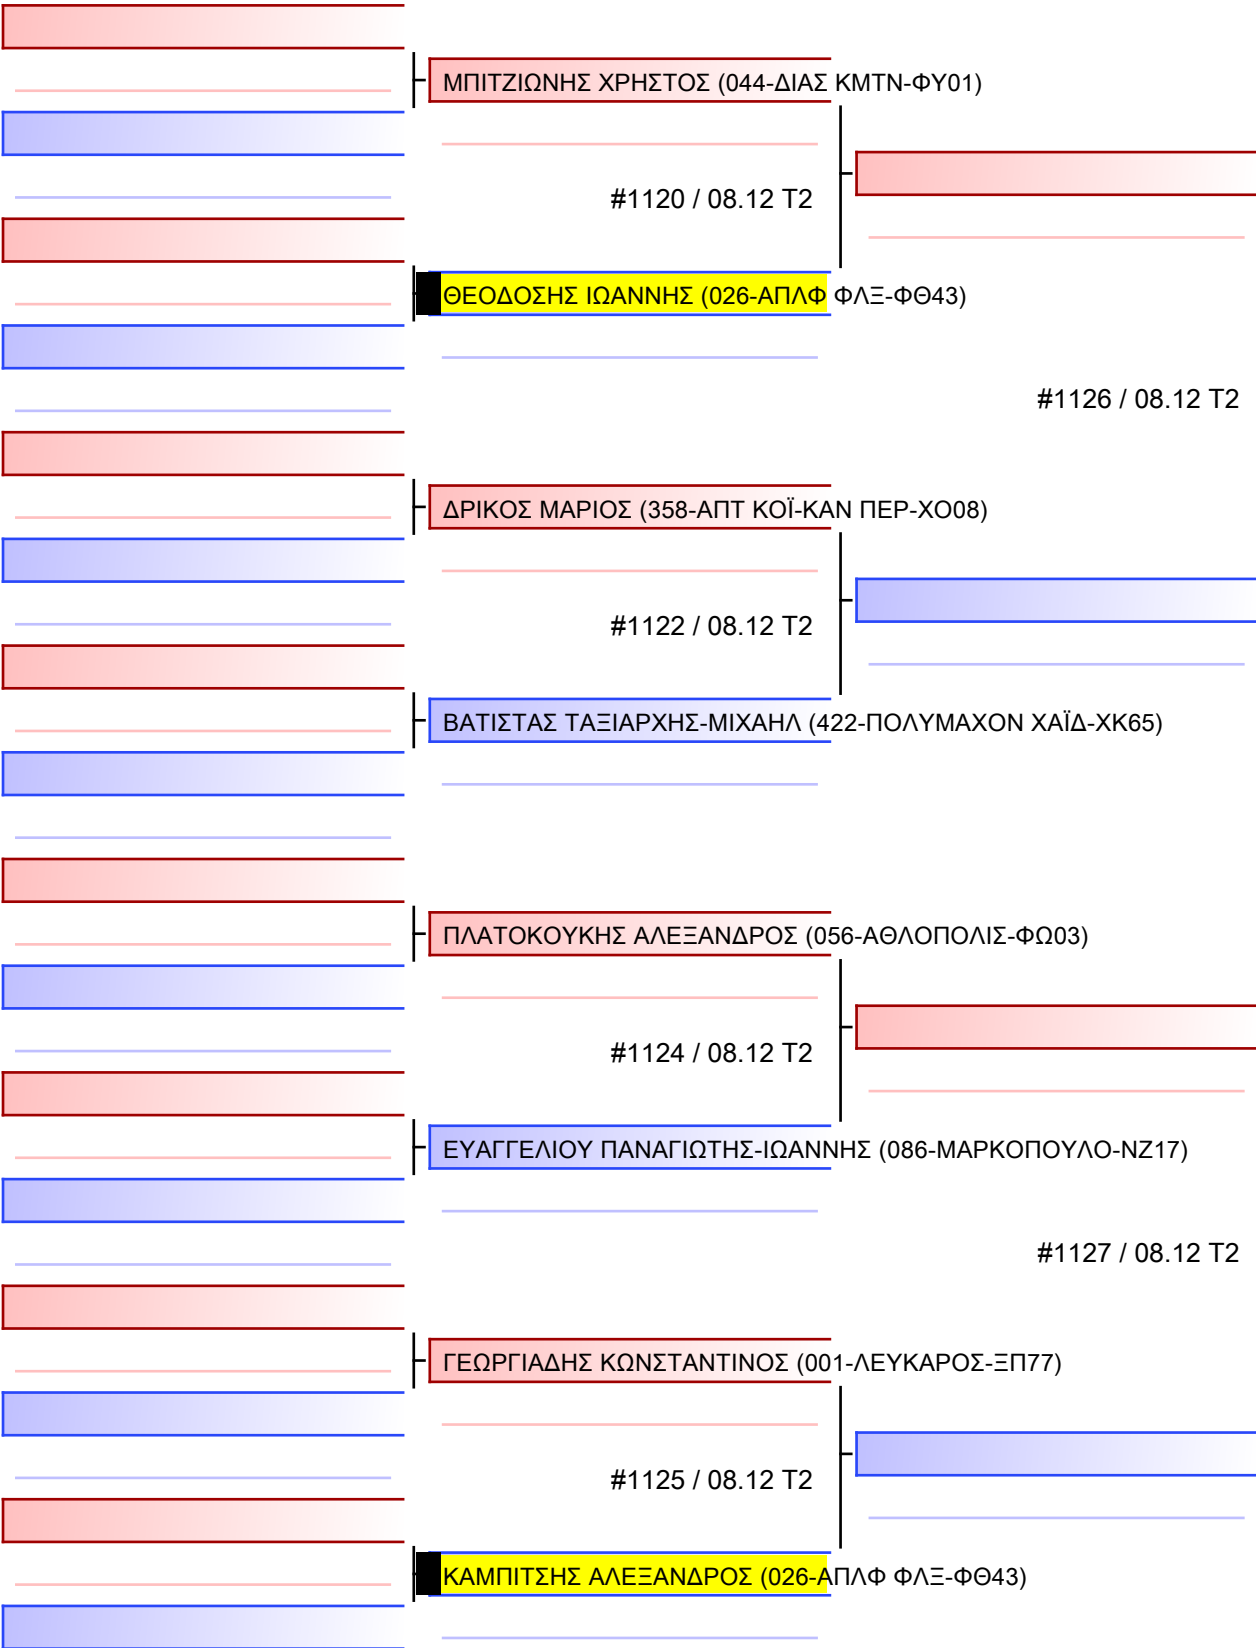 ΜΠΙΤΖΙΩΝΗΣ ΧΡΗΣΤΟΣ (044-ΔΙΑΣ ΚΜΤΝ-ΦΥ01)
#1120 / 08.12 T2
ΘΕΟΔΟΣΗΣ ΙΩΑΝΝΗΣ (026-ΑΠΛΦ ΦΛΞ-ΦΘ43)
#1126 / 08.12 T2
ΔΡΙΚΟΣ ΜΑΡΙΟΣ (358-ΑΠΤ ΚΟΪ-ΚΑΝ ΠΕΡ-ΧΟ08)
#1122 / 08.12 T2
ΒΑΤΙΣΤΑΣ ΤΑΞΙΑΡΧΗΣ-ΜΙΧΑΗΛ (422-ΠΟΛΥΜΑΧΟΝ ΧΑΪΔ-ΧΚ65)
ΠΛΑΤΟΚΟΥΚΗΣ ΑΛΕΞΑΝΔΡΟΣ (056-ΑΘΛΟΠΟΛΙΣ-ΦΩ03)
#1124 / 08.12 T2
ΕΥΑΓΓΕΛΙΟΥ ΠΑΝΑΓΙΩΤΗΣ-ΙΩΑΝΝΗΣ (086-ΜΑΡΚΟΠΟΥΛΟ-ΝΖ17)
#1127 / 08.12 T2
ΓΕΩΡΓΙΑΔΗΣ ΚΩΝΣΤΑΝΤΙΝΟΣ (001-ΛΕΥΚΑΡΟΣ-ΞΠ77)
#1125 / 08.12 T2
ΚΑΜΠΙΤΣΗΣ ΑΛΕΞΑΝΔΡΟΣ (026-ΑΠΛΦ ΦΛΞ-ΦΘ43)